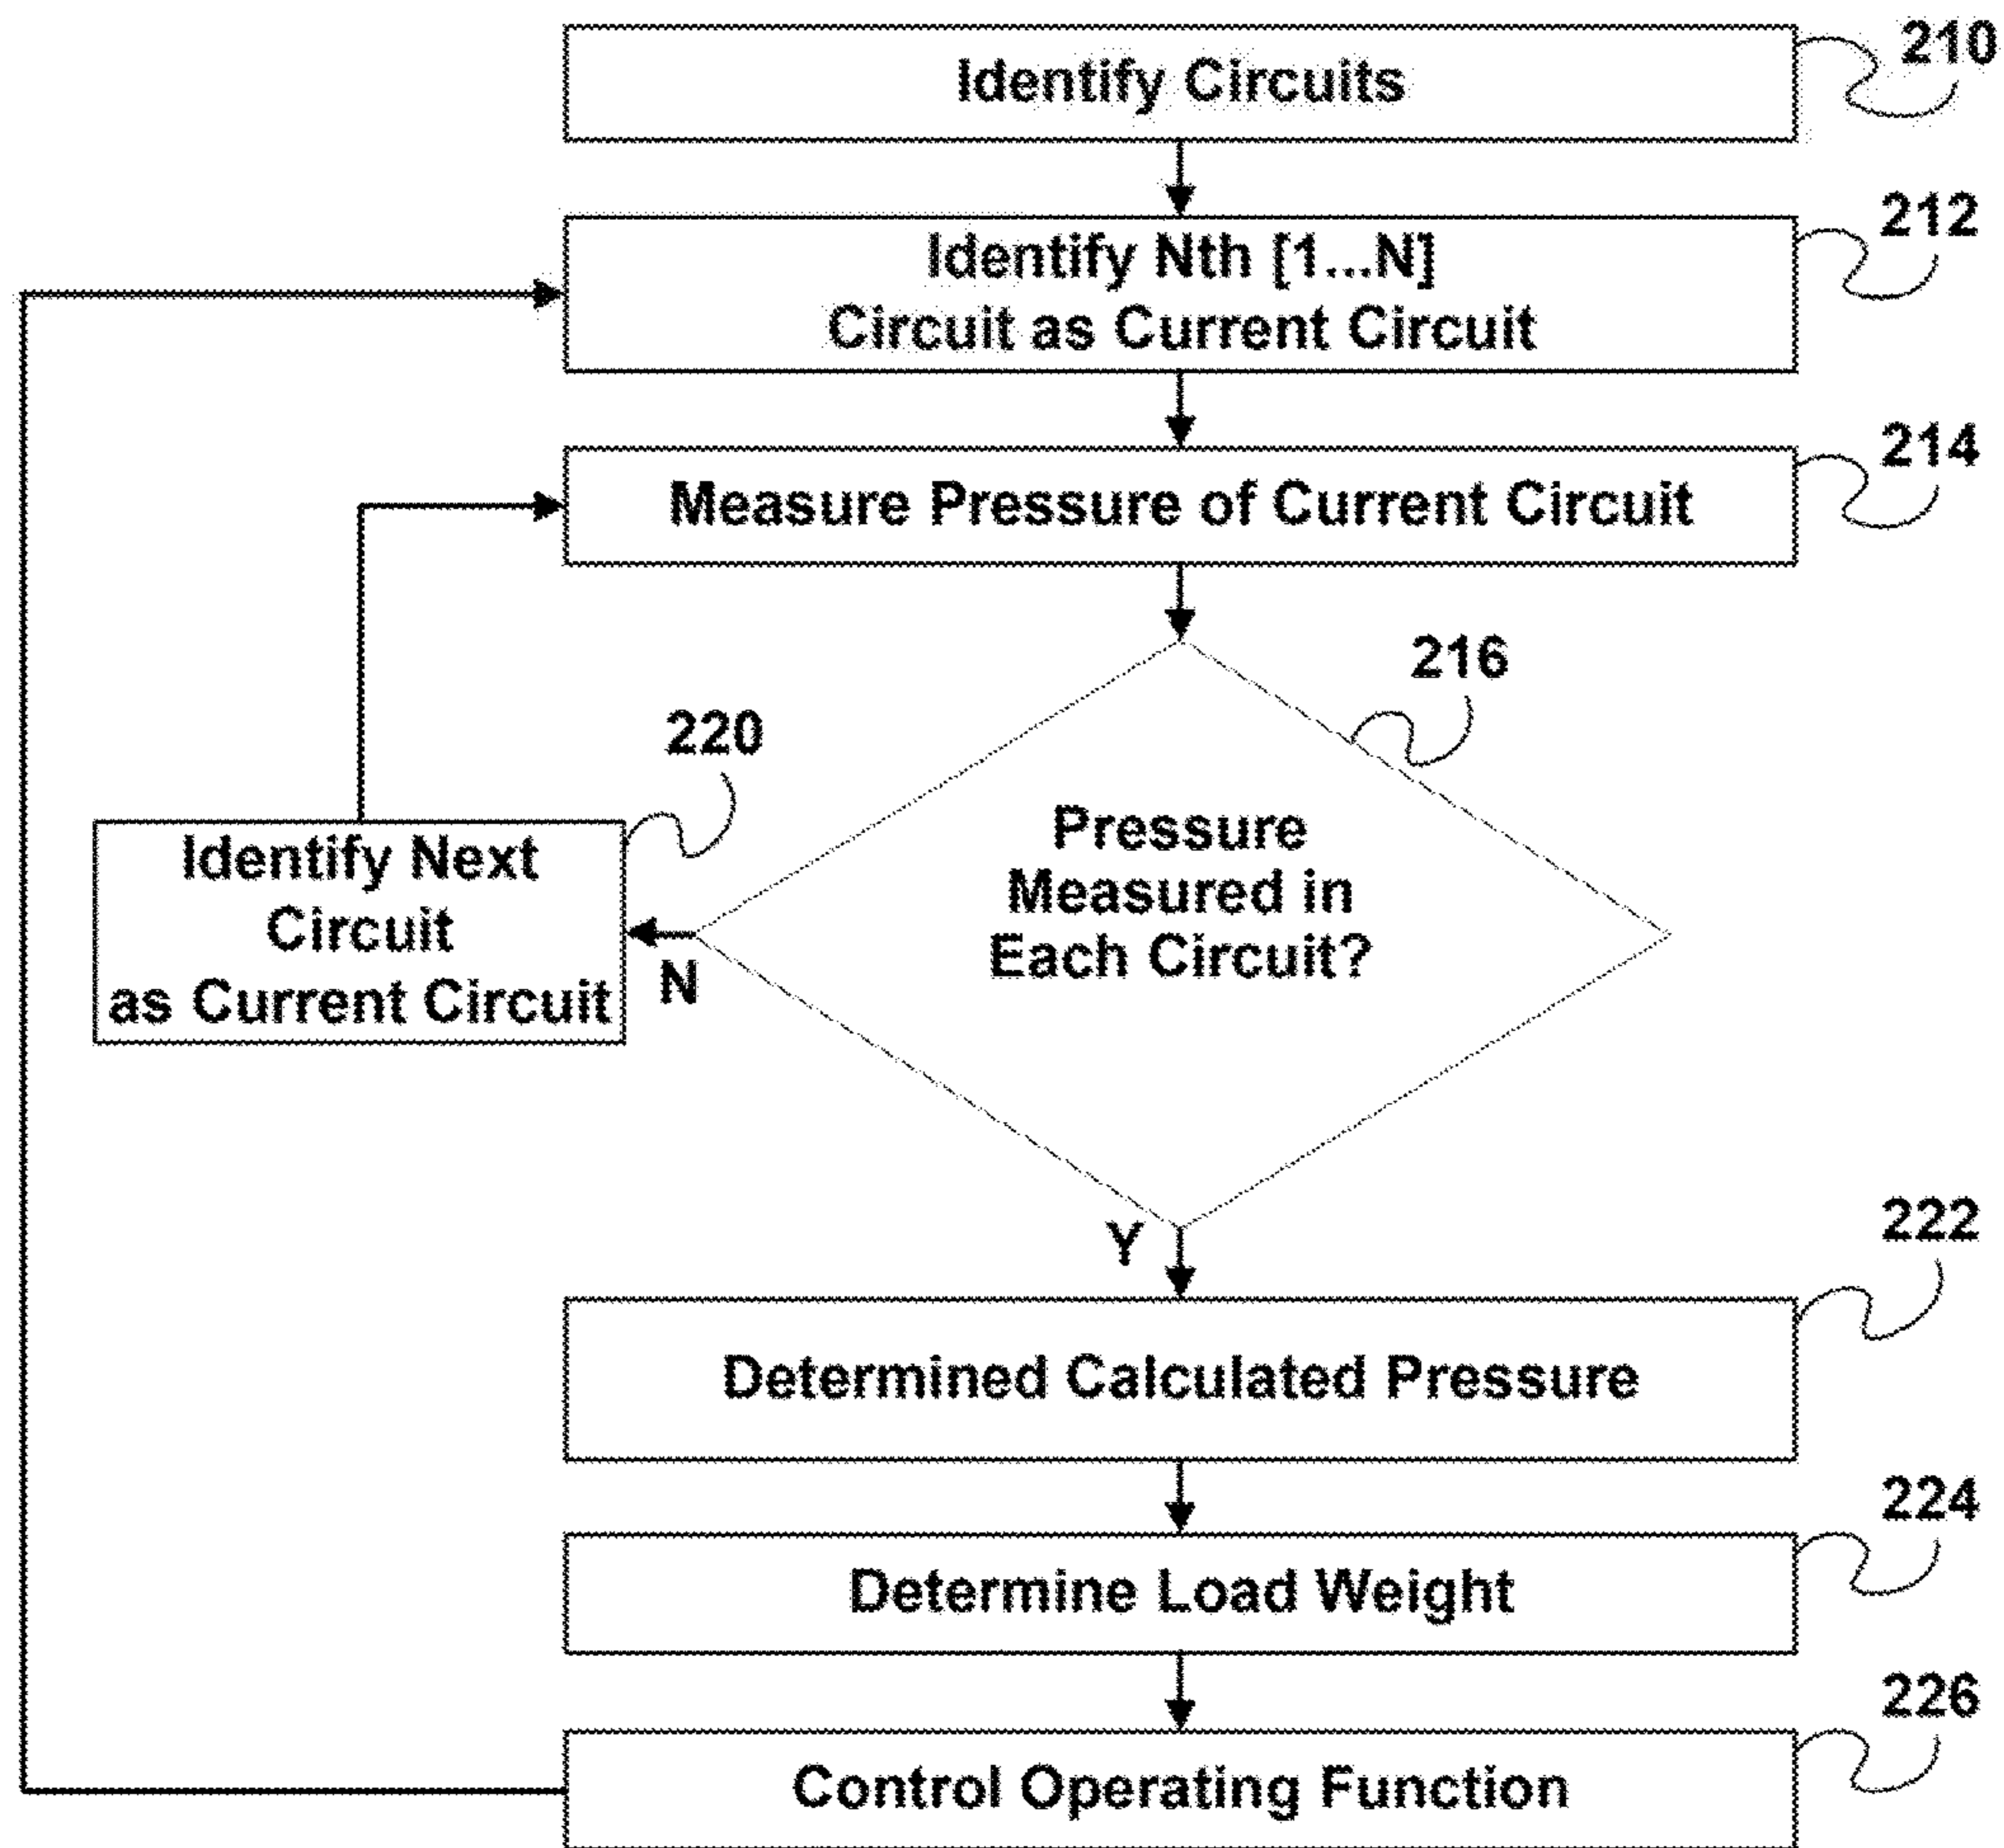 Identify Circuits
210
Identify Nth [1...N]
Circuit as Current Circuit
212
Measure Pressure of Current Circuit
214
216
220
Pressure
Measured in
Each Circuit?
Identify Next
Circuit
as Current Circuit
N
Y
222
Determined Calculated Pressure
224
Determine Load Weight
226
Control Operating Function